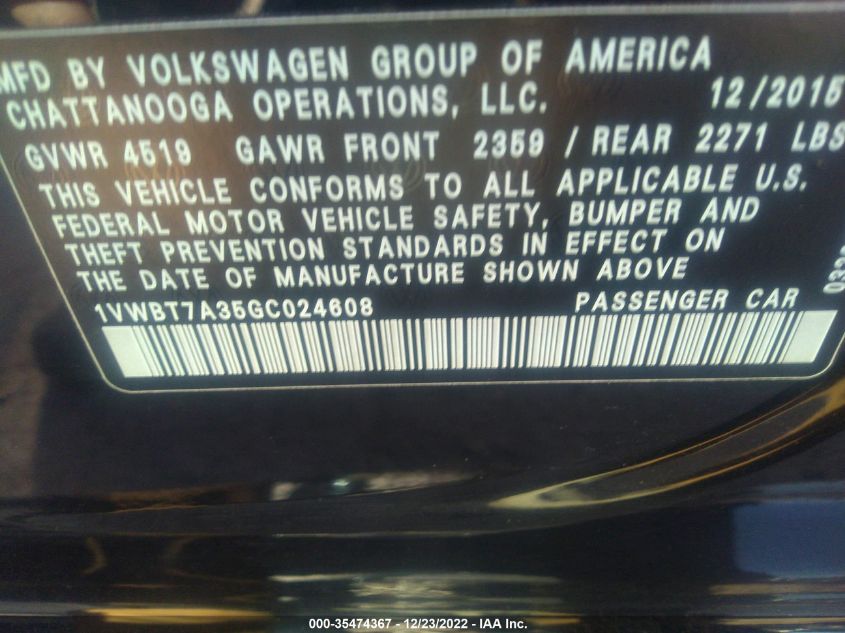 MFD BY VOLKSWAGEN GROUP OF AMERICA
CHATTANOOGA OPERATIONS, LLC. 12/2015
GVWR 4519 GAWR FRONT 2359 / REAR 2271 LBS
THIS VEHICLE CONFORMS TO ALL APPLICABLE U.S.
FEDERAL MOTOR VEHICLE SAFETY, BUMPER AND
THEFT PREVENTION STANDARDS IN EFFECT ON
THE DATE OF MANUFACTURE SHOWN ABOVE
1VWBT7A35GC024608 PASSENGER CAR
000-35474367 - 12/23/2022 - IAA Inc.